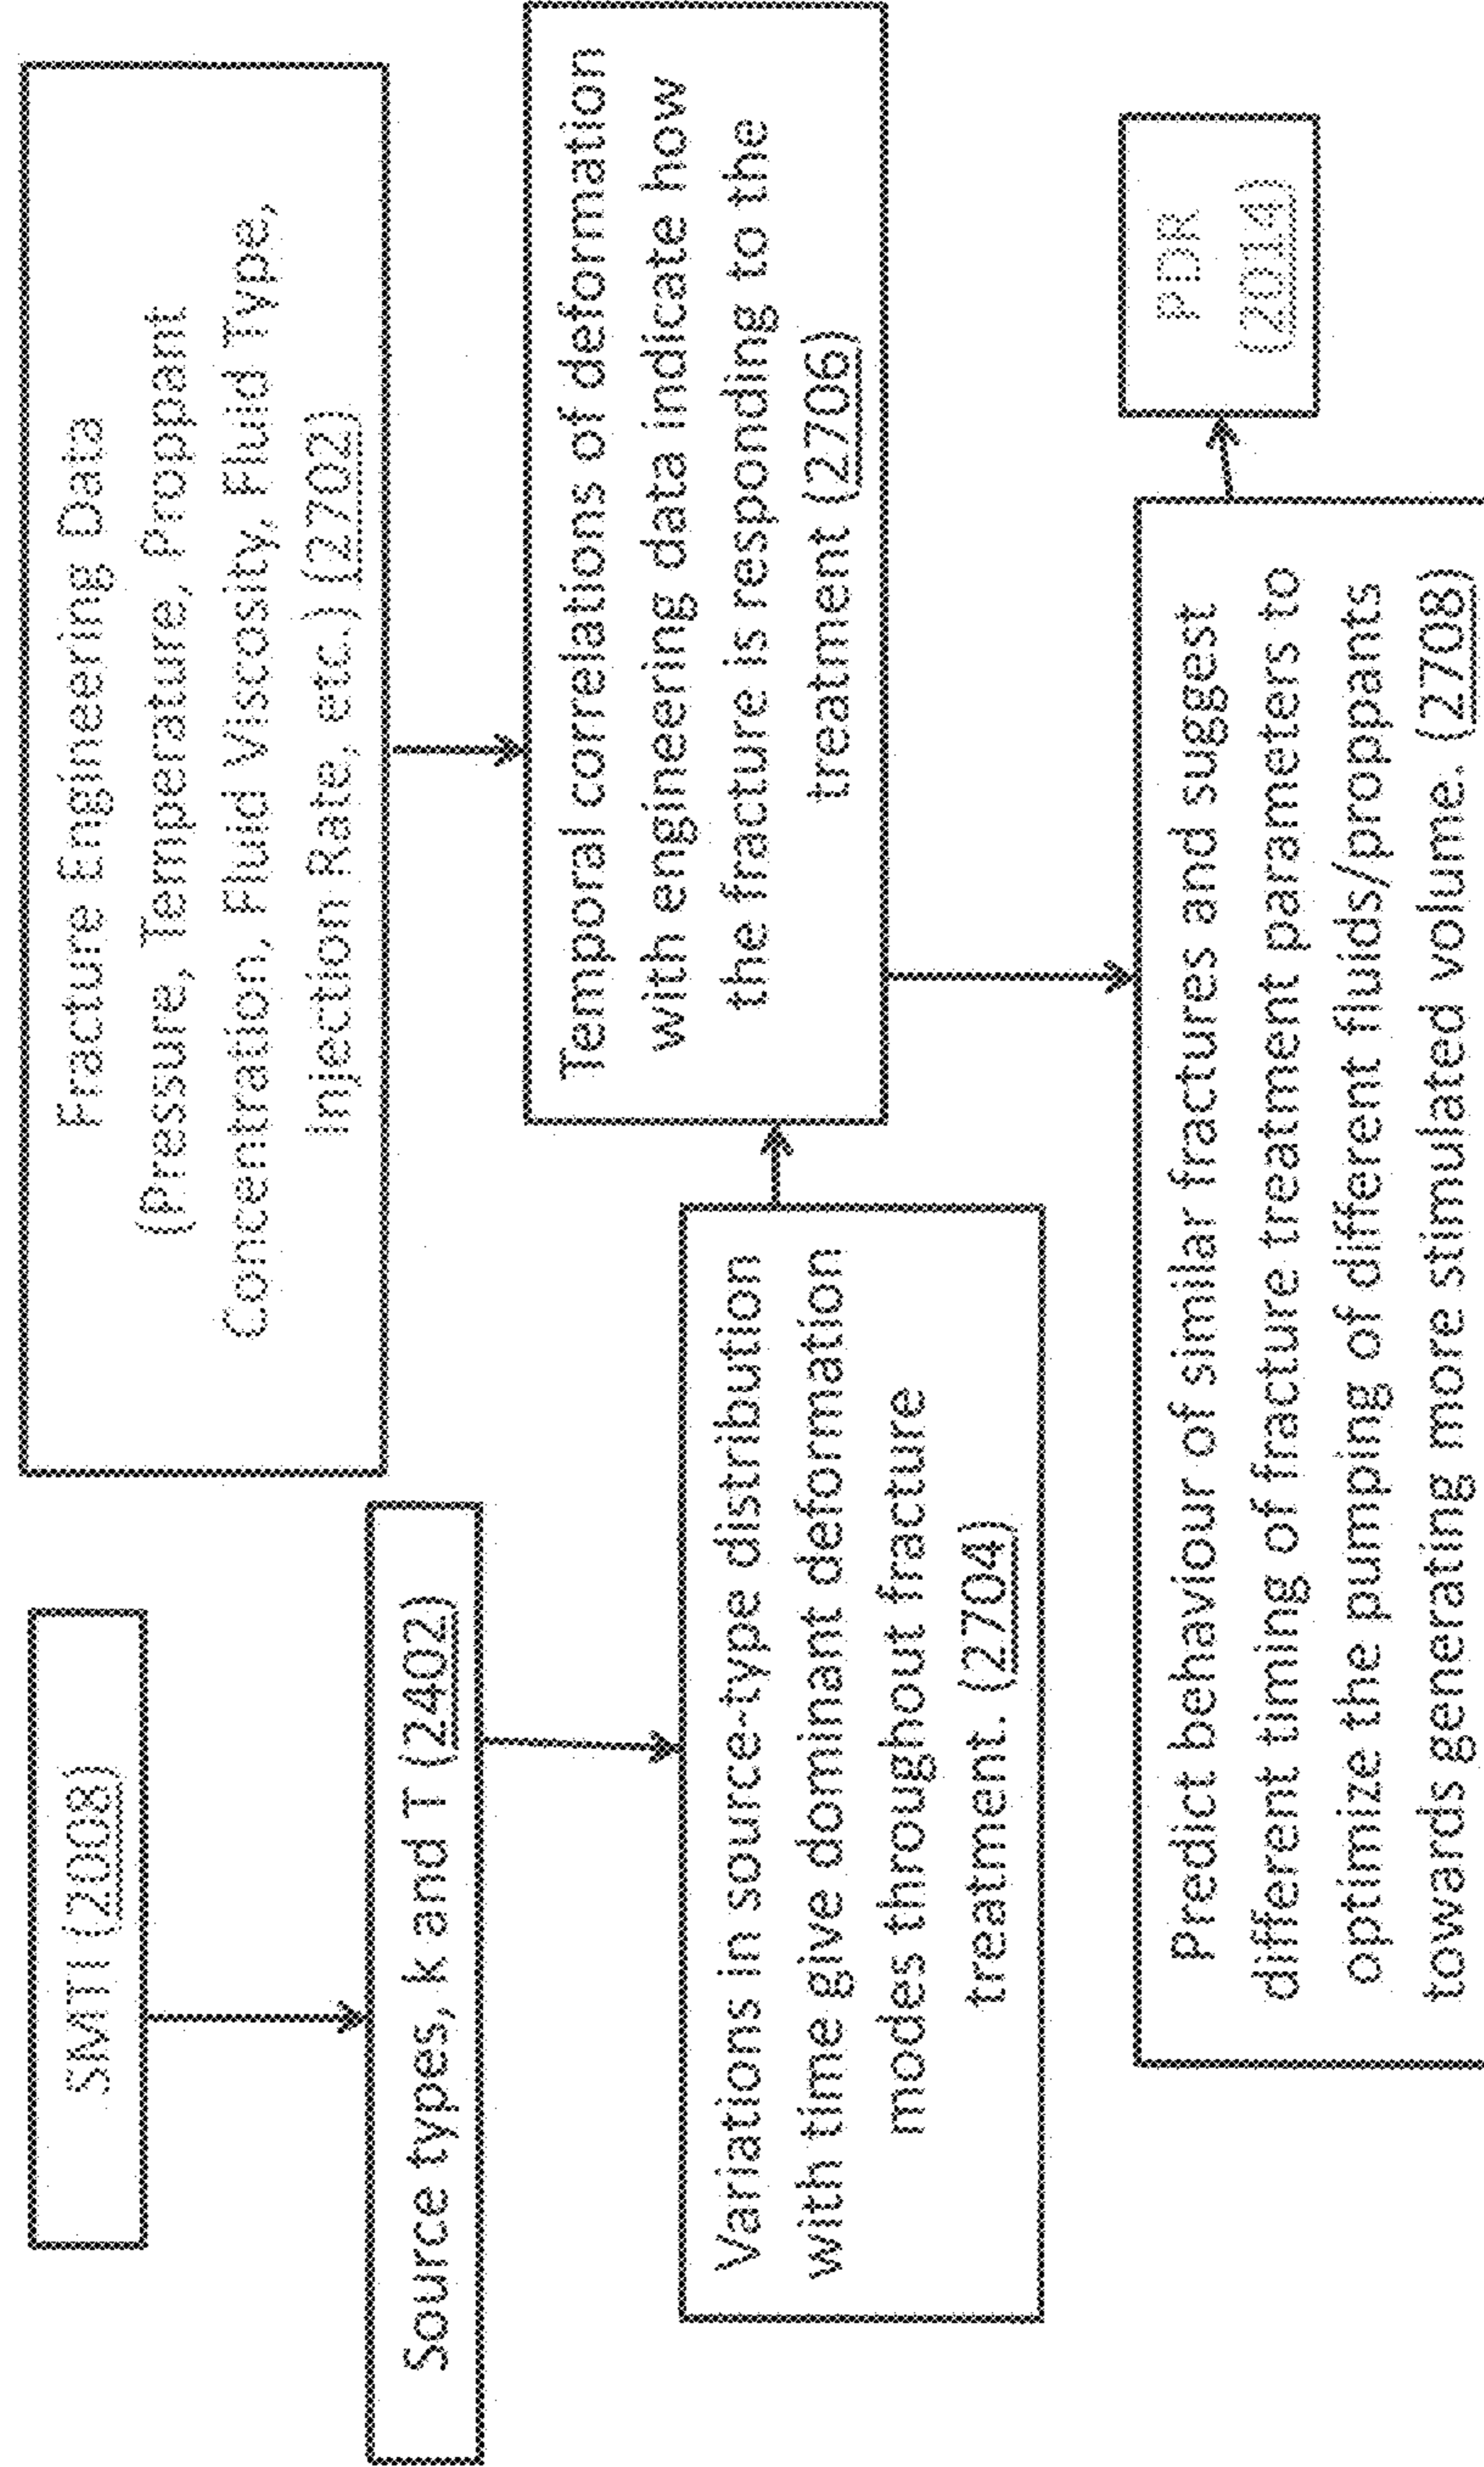 SMTI (2008)
Source types, k and T (2402)
Variations in source-type distribution
with time give dominant deformation
modes throughout fracture
treatment. (2704)
Fracture Engineering Data
(Pressure, Temperature, Proppant
Concentration, Fluid Viscosity, Fluid Type,
Injection Rate, etc.) (2702)
Temporal correlations of deformation
with engineering data indicate how
the fracture is responding to the
treatment (2706)
Predict behaviour of similar fractures and suggest
different timing of fracture treatment parameters to
optimize the pumping of different fluids/proppants
towards generating more stimulated volume. (2708)
PDR
(2014)